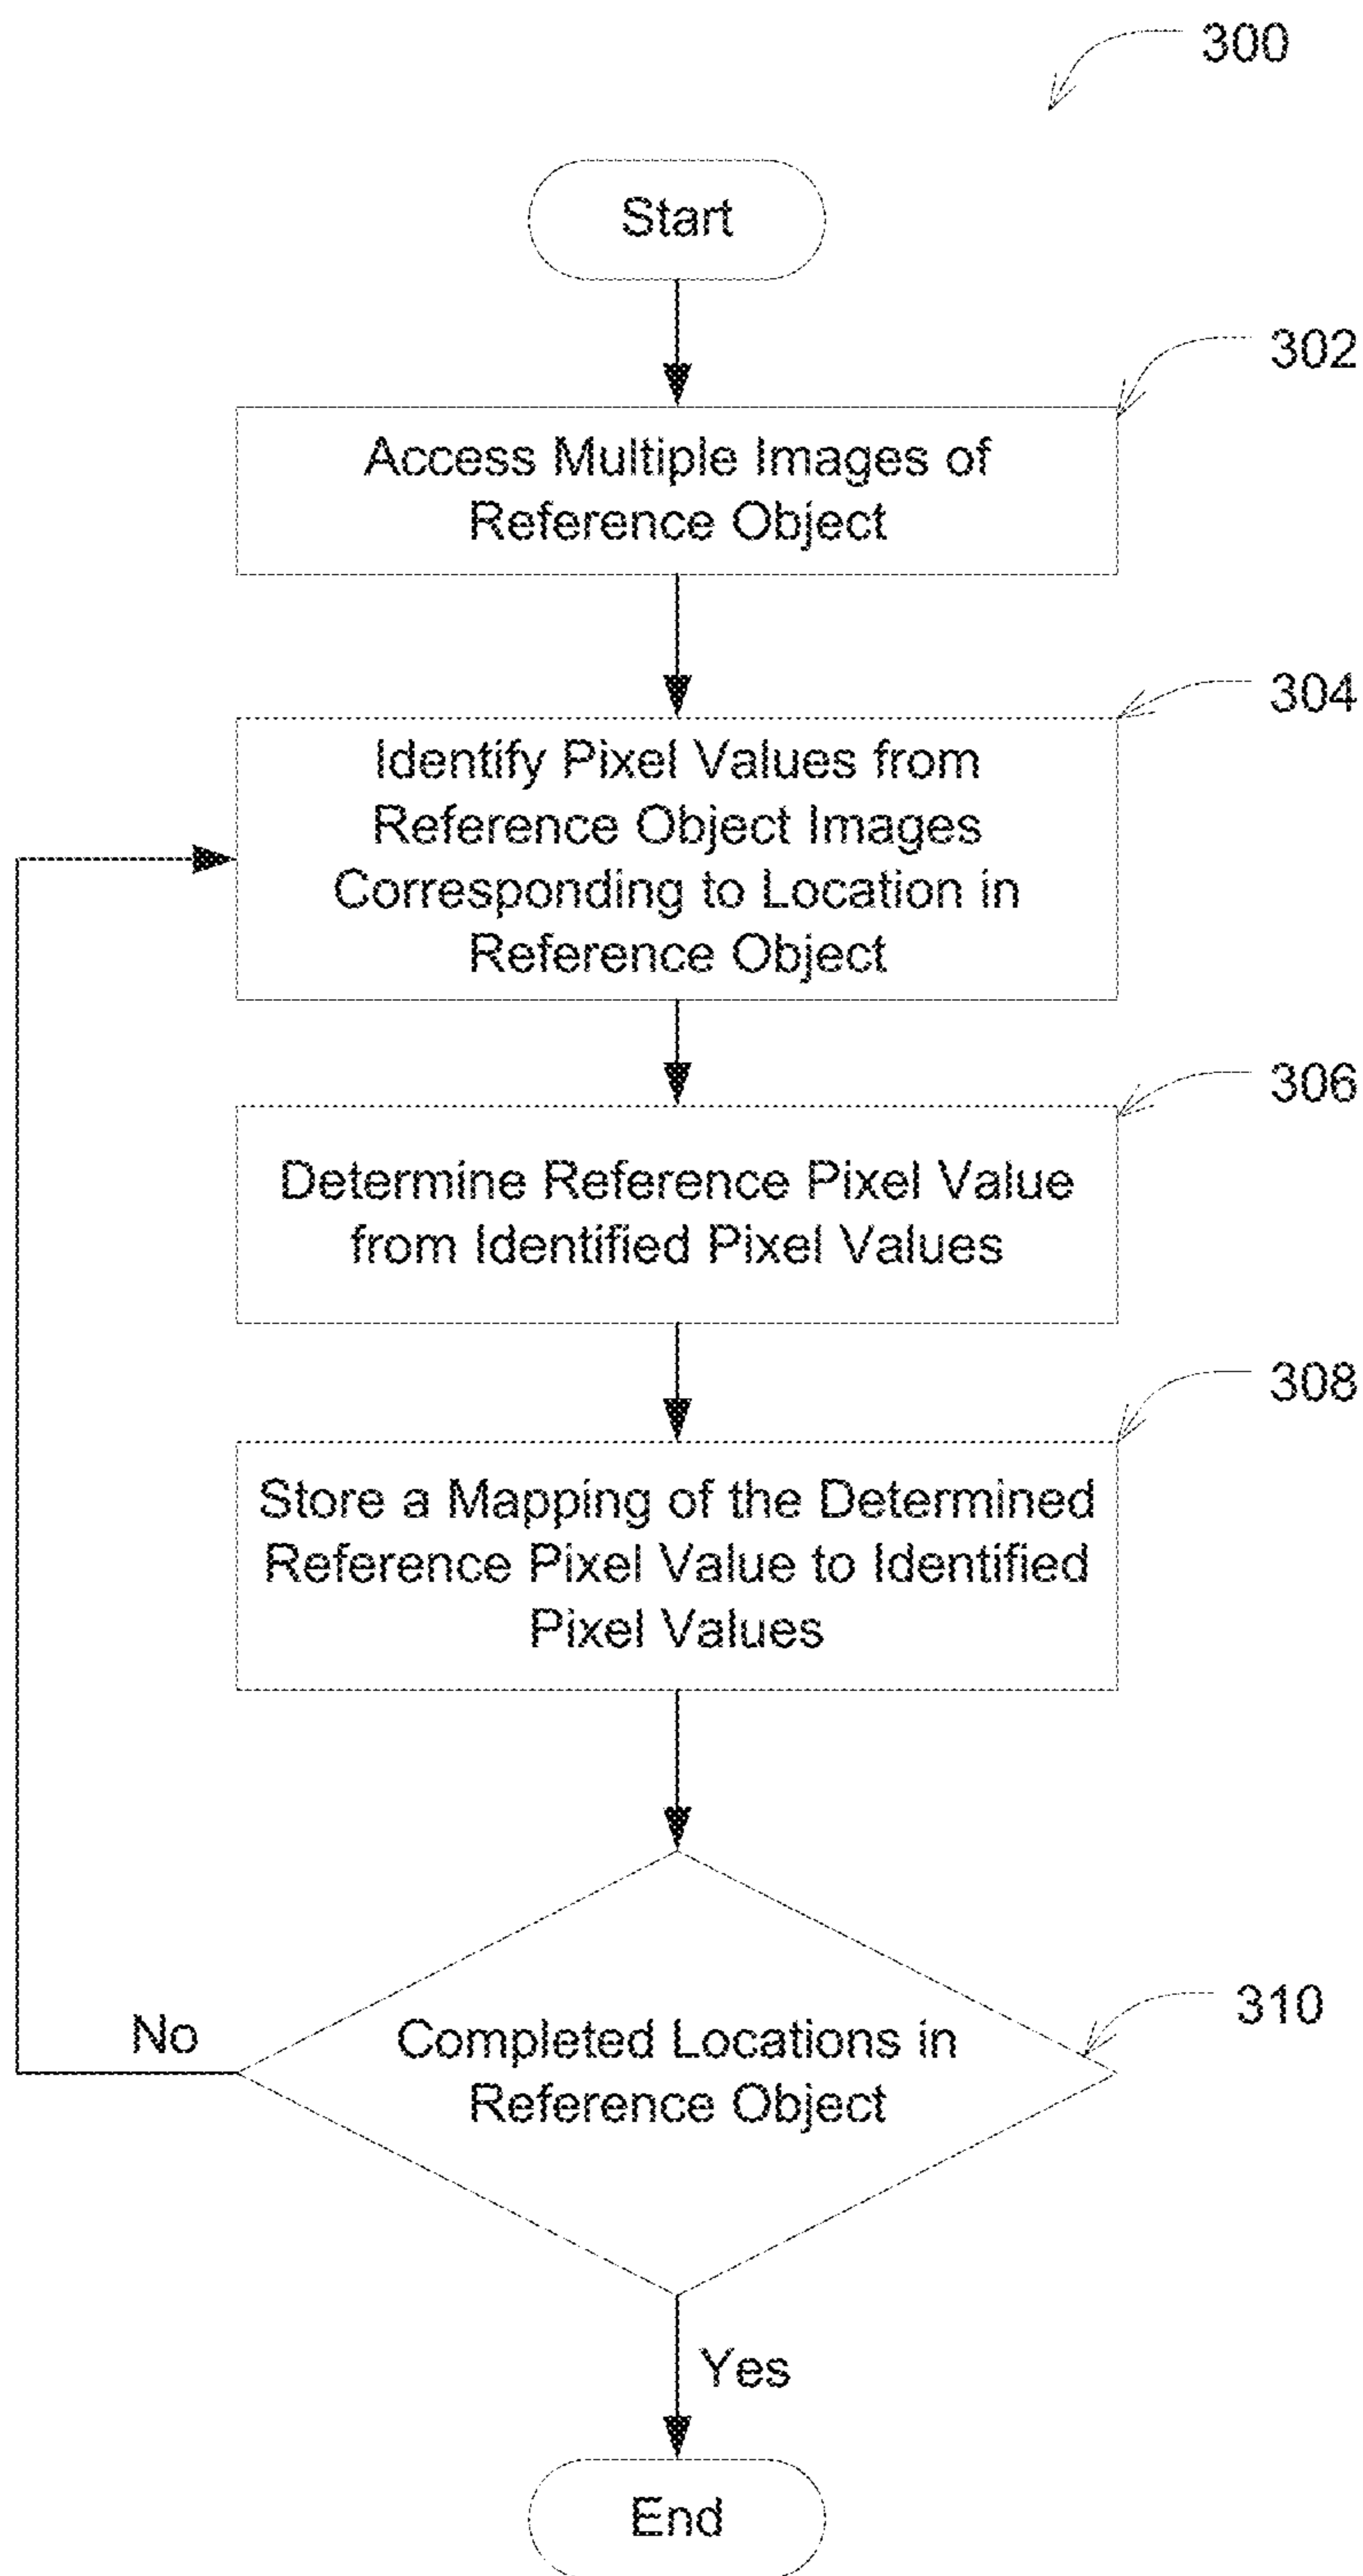 300
Start
302
Access Multiple Images of
Reference Object
304
Identify Pixel Values from
Reference Object Images
Corresponding to Location in
Reference Object
306
Determine Reference Pixel Value
from Identified Pixel Values
308
Store a Mapping of the Determined
Reference Pixel Value to Identified
Pixel Values
310
No
Completed Locations in
Reference Object
Yes
End